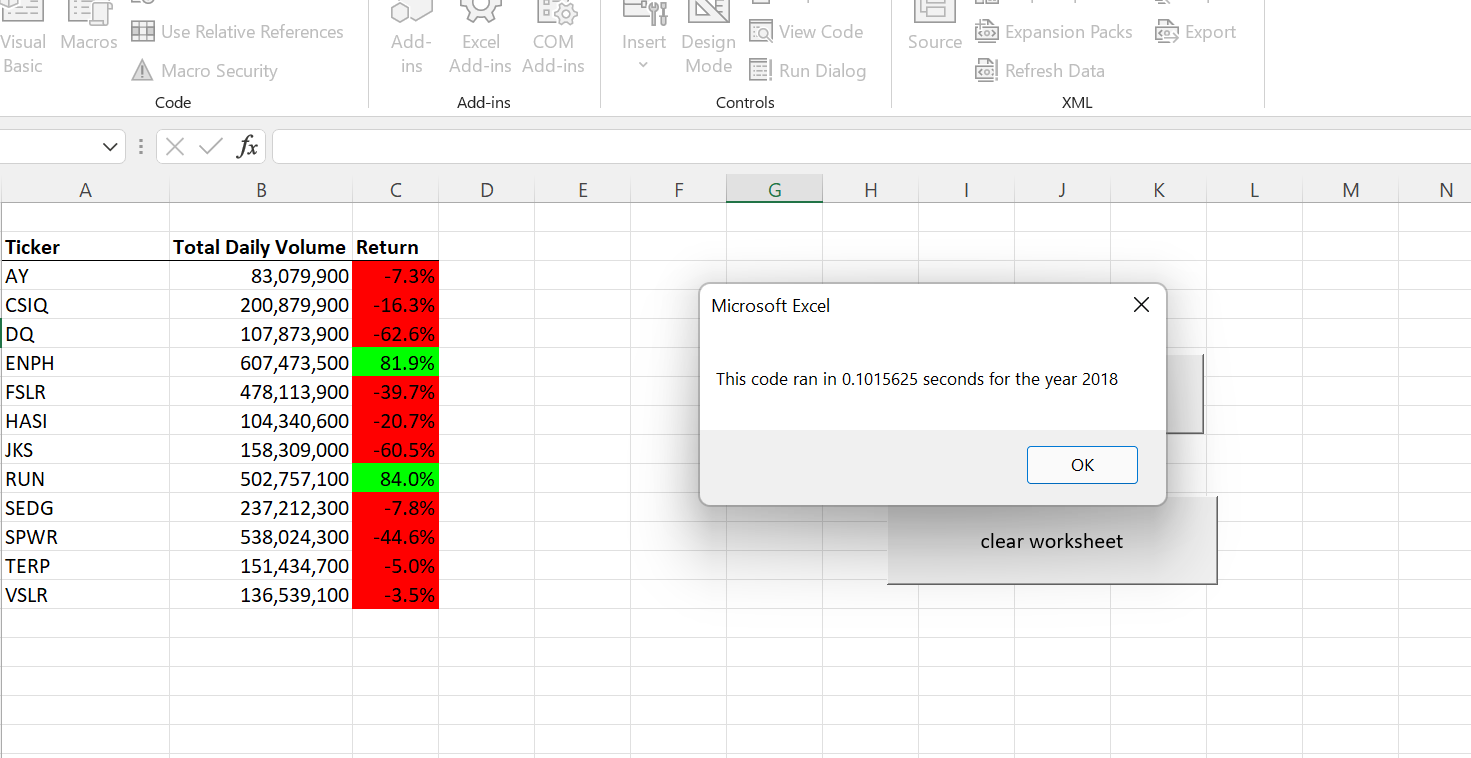 Visual Basic
Macros
Use Relative References
Macro Security
Code
Add-ins
Excel Add-ins
COM Add-ins
Add-ins
Insert
Design Mode
View Code
Run Dialog
Controls
Source
Expansion Packs
Export
Refresh Data
XML
fx
A B C D E F G H I J K L M N
Ticker Total Daily Volume Return
AY 83,079,900 -7.3%
CSIQ 200,879,900 -16.3%
DQ 107,873,900 -62.6%
ENPH 607,473,500 81.9%
FSLR 478,113,900 -39.7%
HASI 104,340,600 -20.7%
JKS 158,309,000 -60.5%
RUN 502,757,100 84.0%
SEDG 237,212,300 -7.8%
SPWR 538,024,300 -44.6%
TERP 151,434,700 -5.0%
VSLR 136,539,100 -3.5%
Microsoft Excel
This code ran in 0.1015625 seconds for the year 2018
OK
clear worksheet